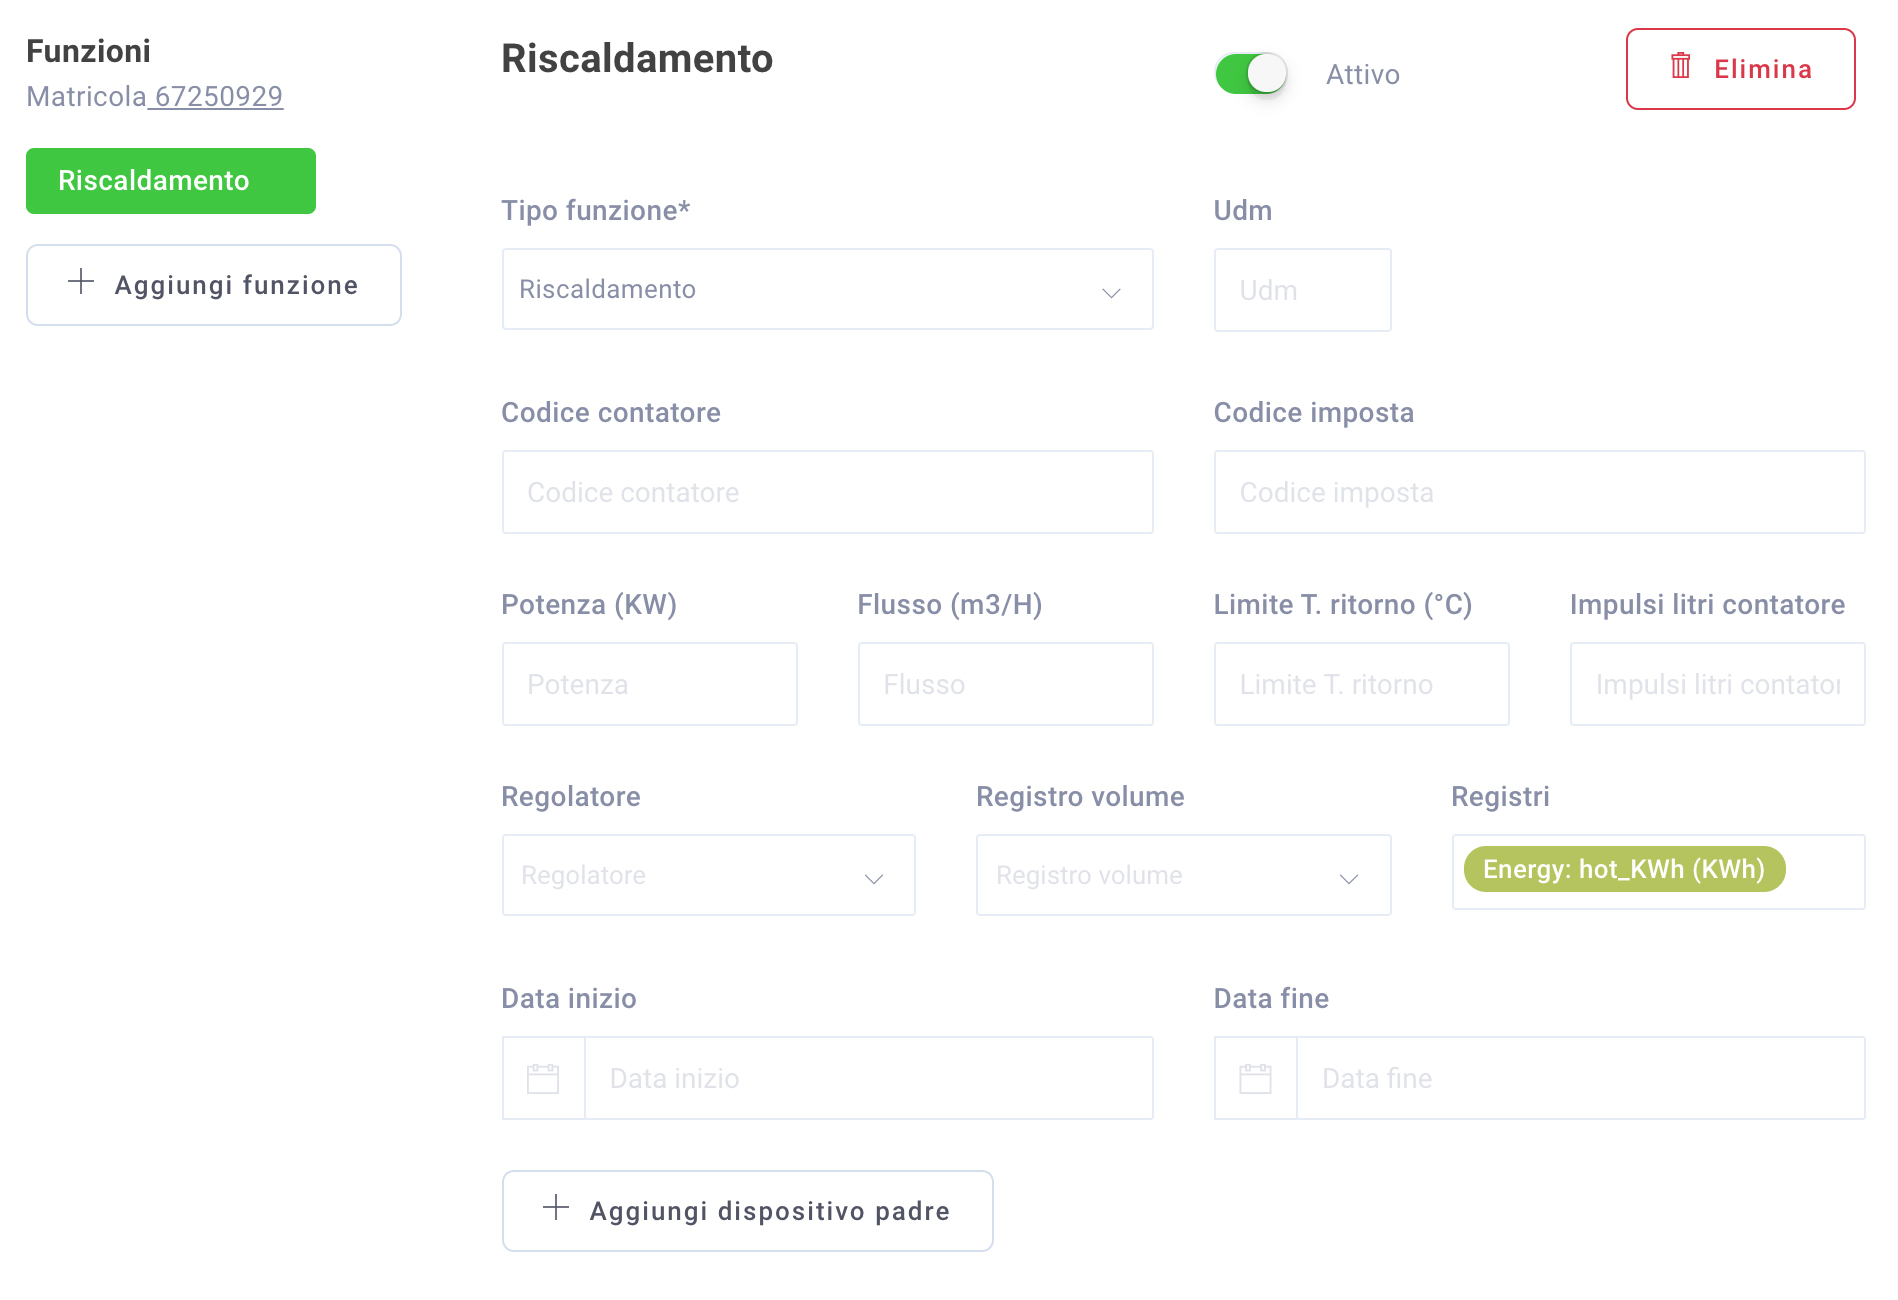 Funzioni
Matricola 67250929
Riscaldamento
Aggiungi funzione
Riscaldamento
Attivo
Elimina
Tipo funzione*
Udm
Riscaldamento
Udm
Codice contatore
Codice imposta
Codice contatore
Codice imposta
Potenza (KW)
Flusso (m3/H)
Limite T. ritorno (°C)
Impulsi litri contatore
Potenza
Flusso
Limite T. ritorno
Impulsi litri contator
Regolatore
Registro volume
Registri
Regolatore
Registro volume
Energy: hot_KWh (KWh)
Data inizio
Data fine
Data inizio
Data fine
Aggiungi dispositivo padre